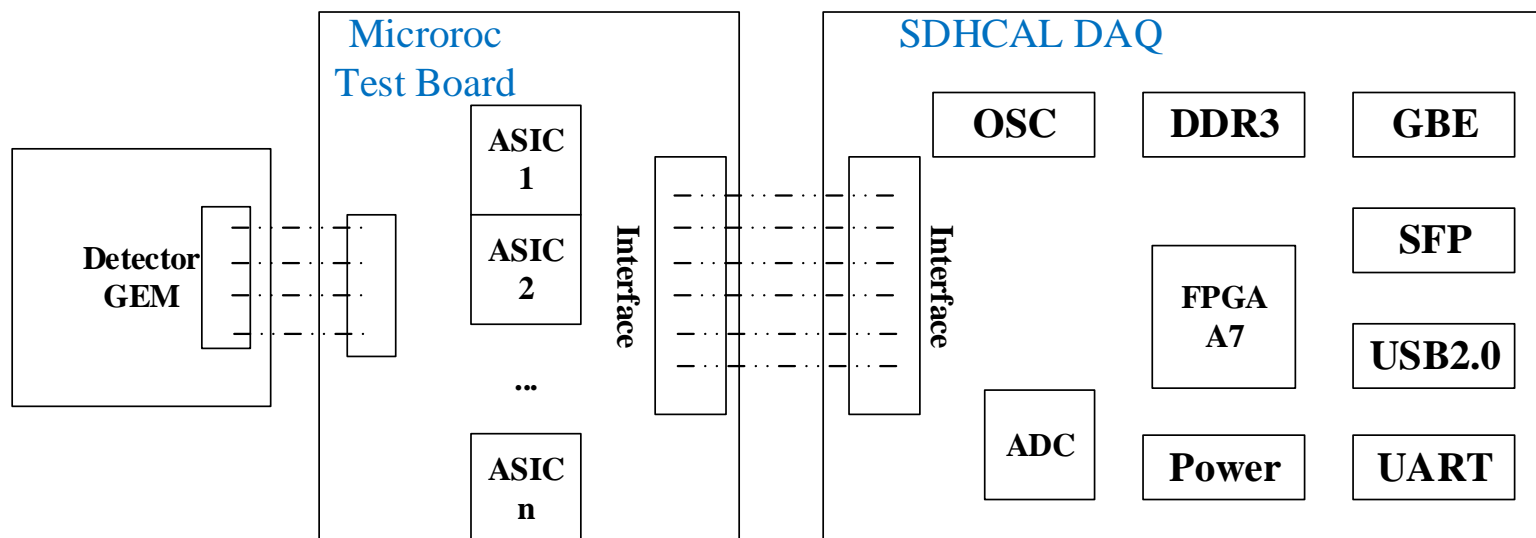 Microroc
Test Board
SDHCAL DAQ
Detector
GEM
ASIC
1
ASIC
2
...
ASIC
n
Interface
Interface
OSC
DDR3
GBE
SFP
FPGA
A7
USB2.0
ADC
Power
UART